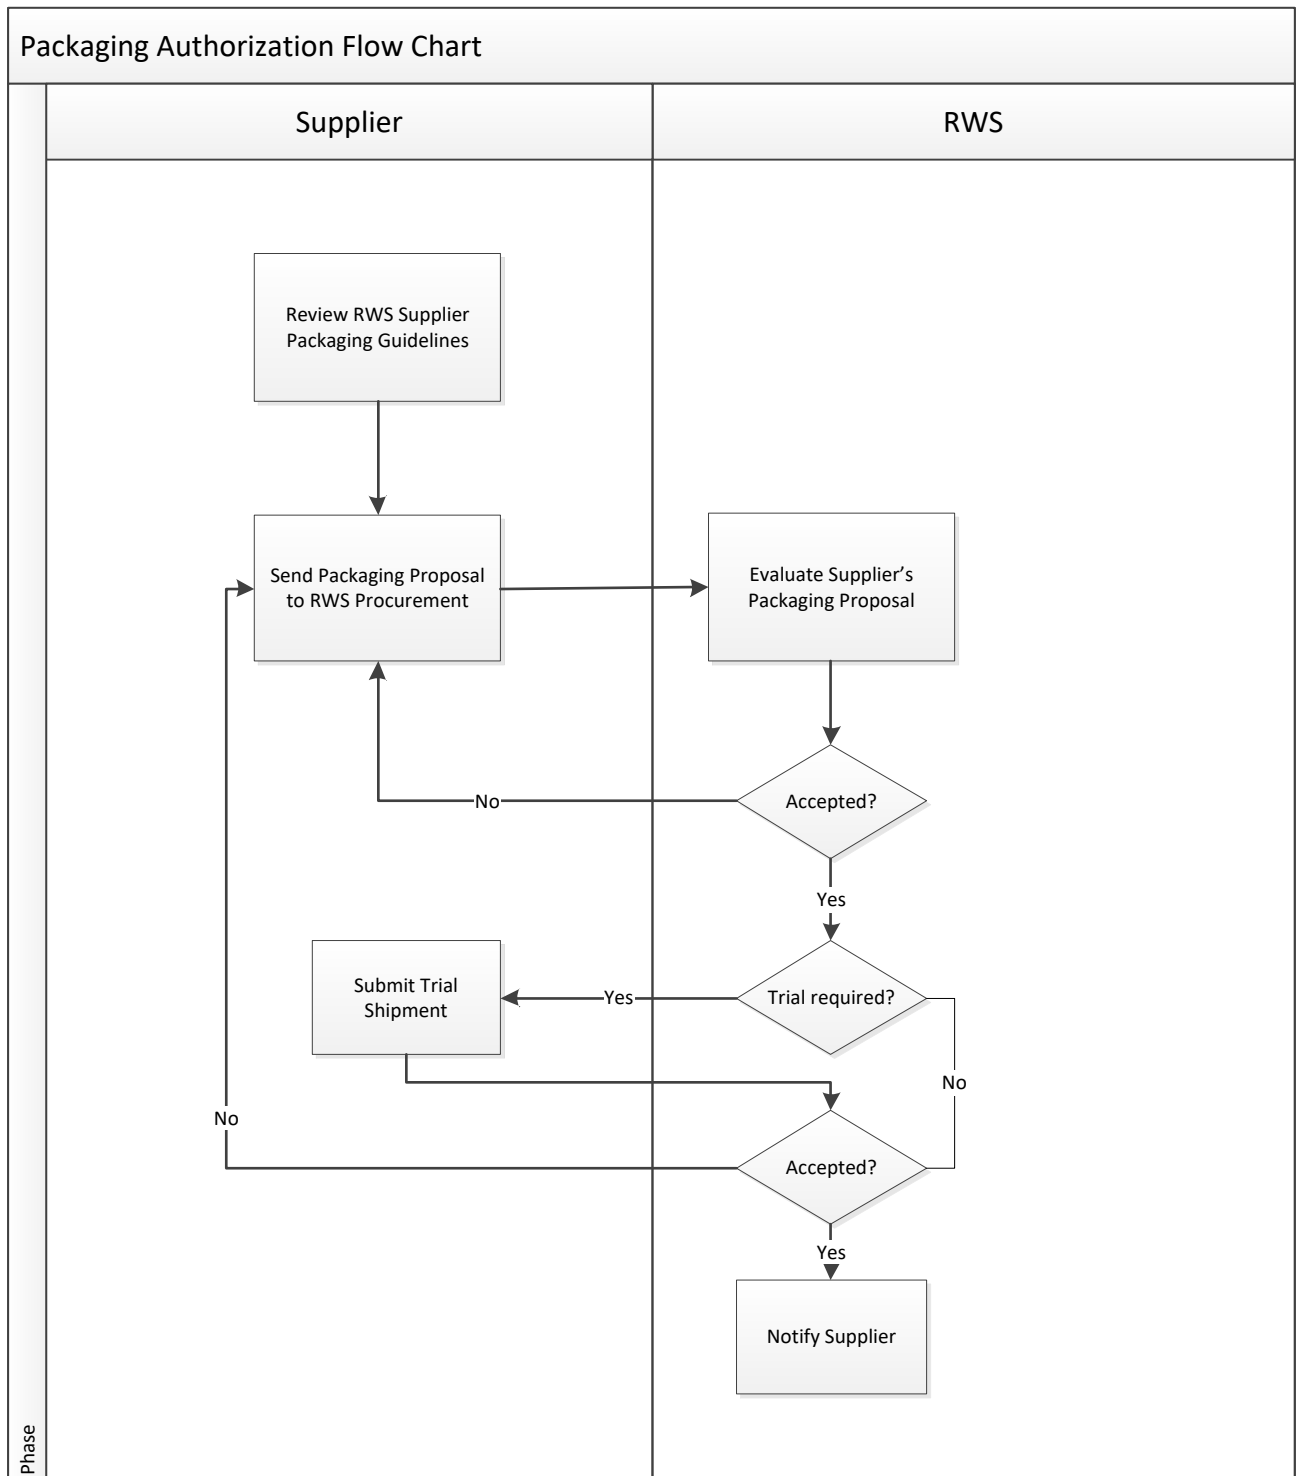 Packaging Authorization Flow Chart
Supplier
RWS
Review RWS Supplier
Packaging Guidelines
Send Packaging Proposal
to RWS Procurement
Evaluate Supplier’s
Packaging Proposal
Accepted?
No
Yes
Submit Trial
Shipment
Yes
Trial required?
No
No
Accepted?
Yes
Notify Supplier
Phase